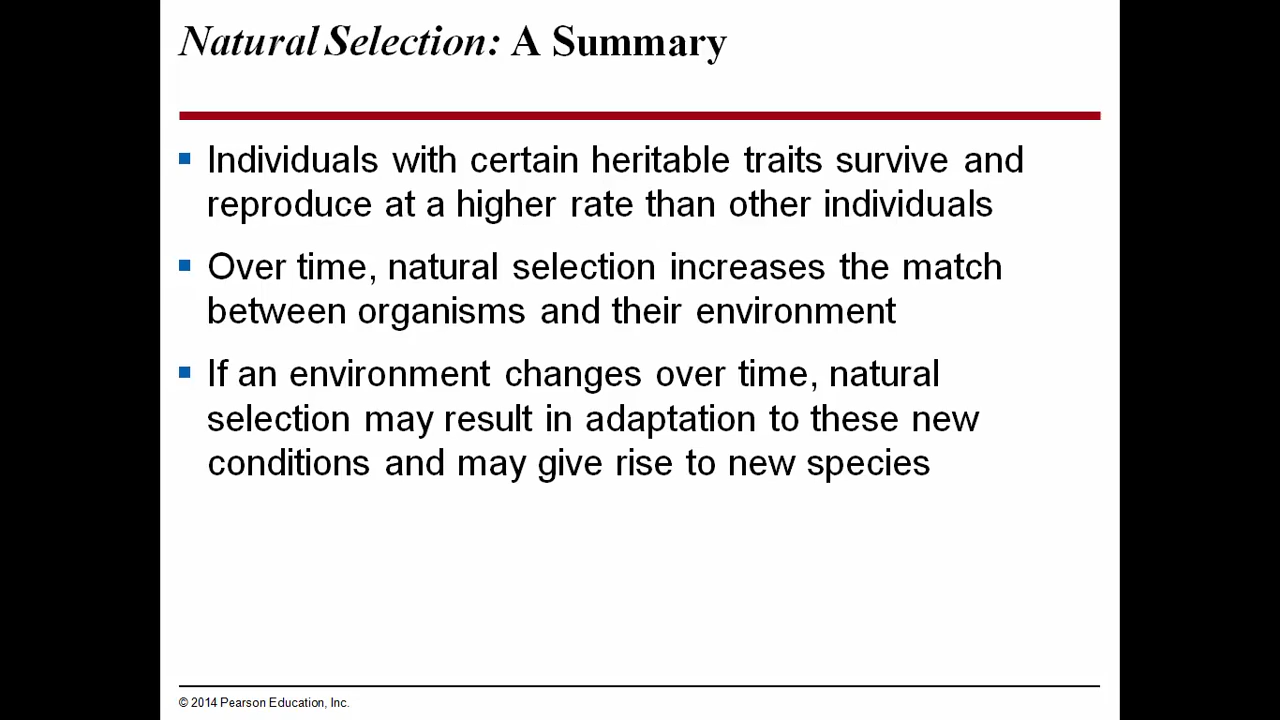 Natural Selection: A Summary
Individuals with certain heritable traits survive and
reproduce at a higher rate than other individuals
Over time, natural selection increases the match
between organisms and their environment
If an environment changes over time, natural
selection may result in adaptation to these new
conditions and may give rise to new species
© 2014 Pearson Education, Inc.